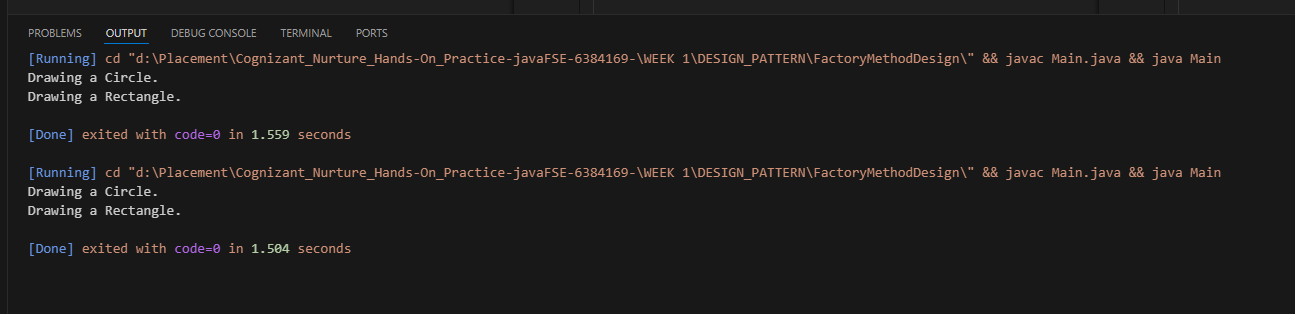 PROBLEMS OUTPUT DEBUG CONSOLE TERMINAL PORTS
[Running] cd "d:\Placement\Cognizant_Nurture_Hands-On_Practice-javaFSE-6384169-\WEEK 1\DESIGN_PATTERN\FactoryMethodDesign\" && javac Main.java && java Main
Drawing a Circle.
Drawing a Rectangle.
[Done] exited with code=0 in 1.559 seconds
[Running] cd "d:\Placement\Cognizant_Nurture_Hands-On_Practice-javaFSE-6384169-\WEEK 1\DESIGN_PATTERN\FactoryMethodDesign\" && javac Main.java && java Main
Drawing a Circle.
Drawing a Rectangle.
[Done] exited with code=0 in 1.504 seconds